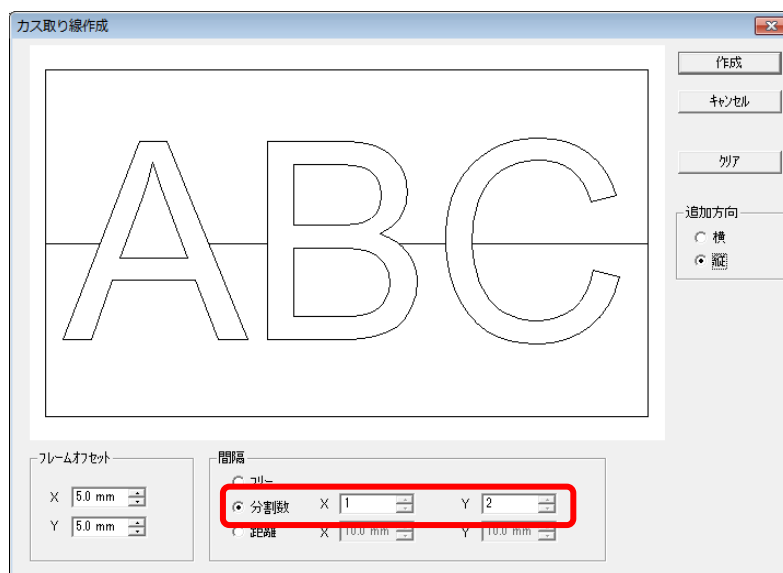 カス取り線作成
ABC
作成
キャンセル
クリア
追加方向
横
縦
フレームオフセット
X 5.0 mm
Y 5.0 mm
間隔
フリー
分割数 X 1 Y 2
距離 X 10.0 mm Y 10.0 mm